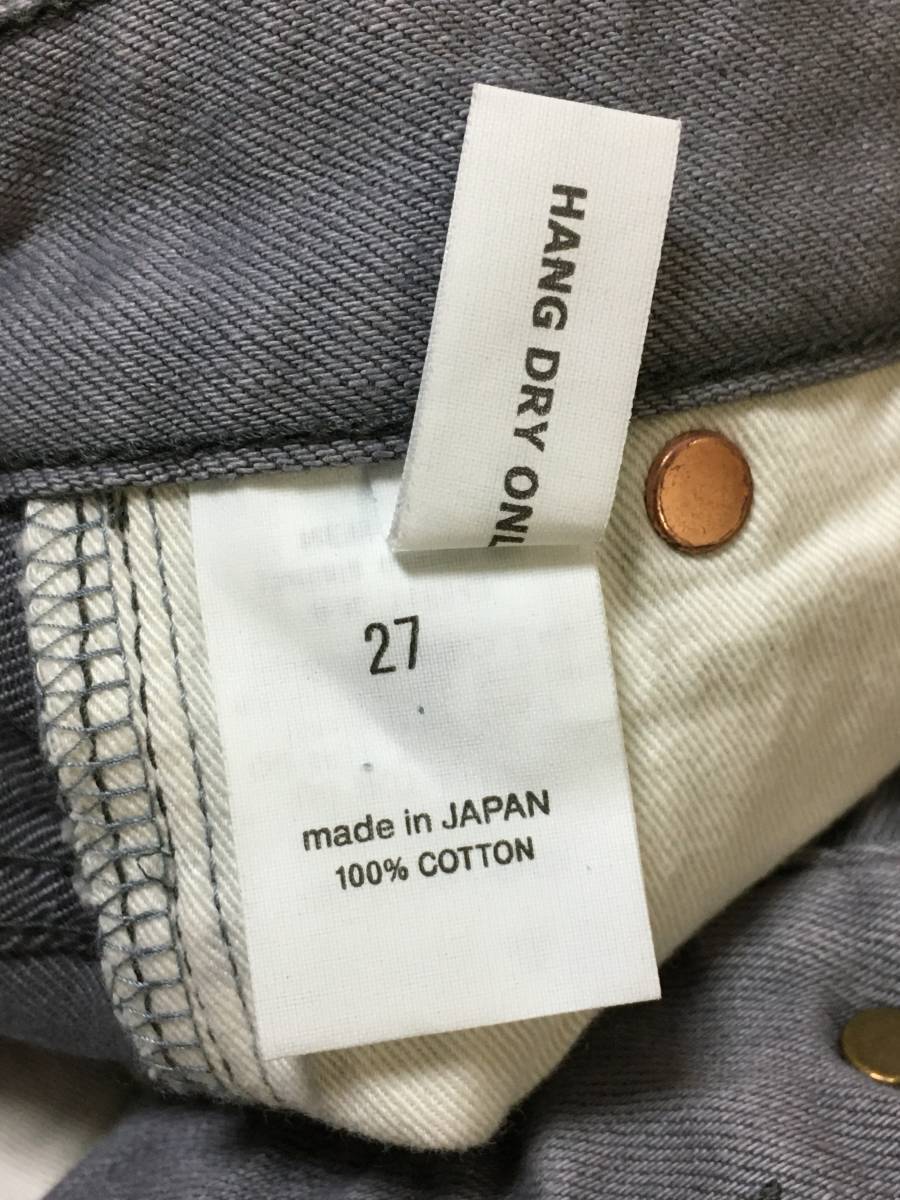 HANG DRY ONL
27
made in JAPAN
100% COTTON